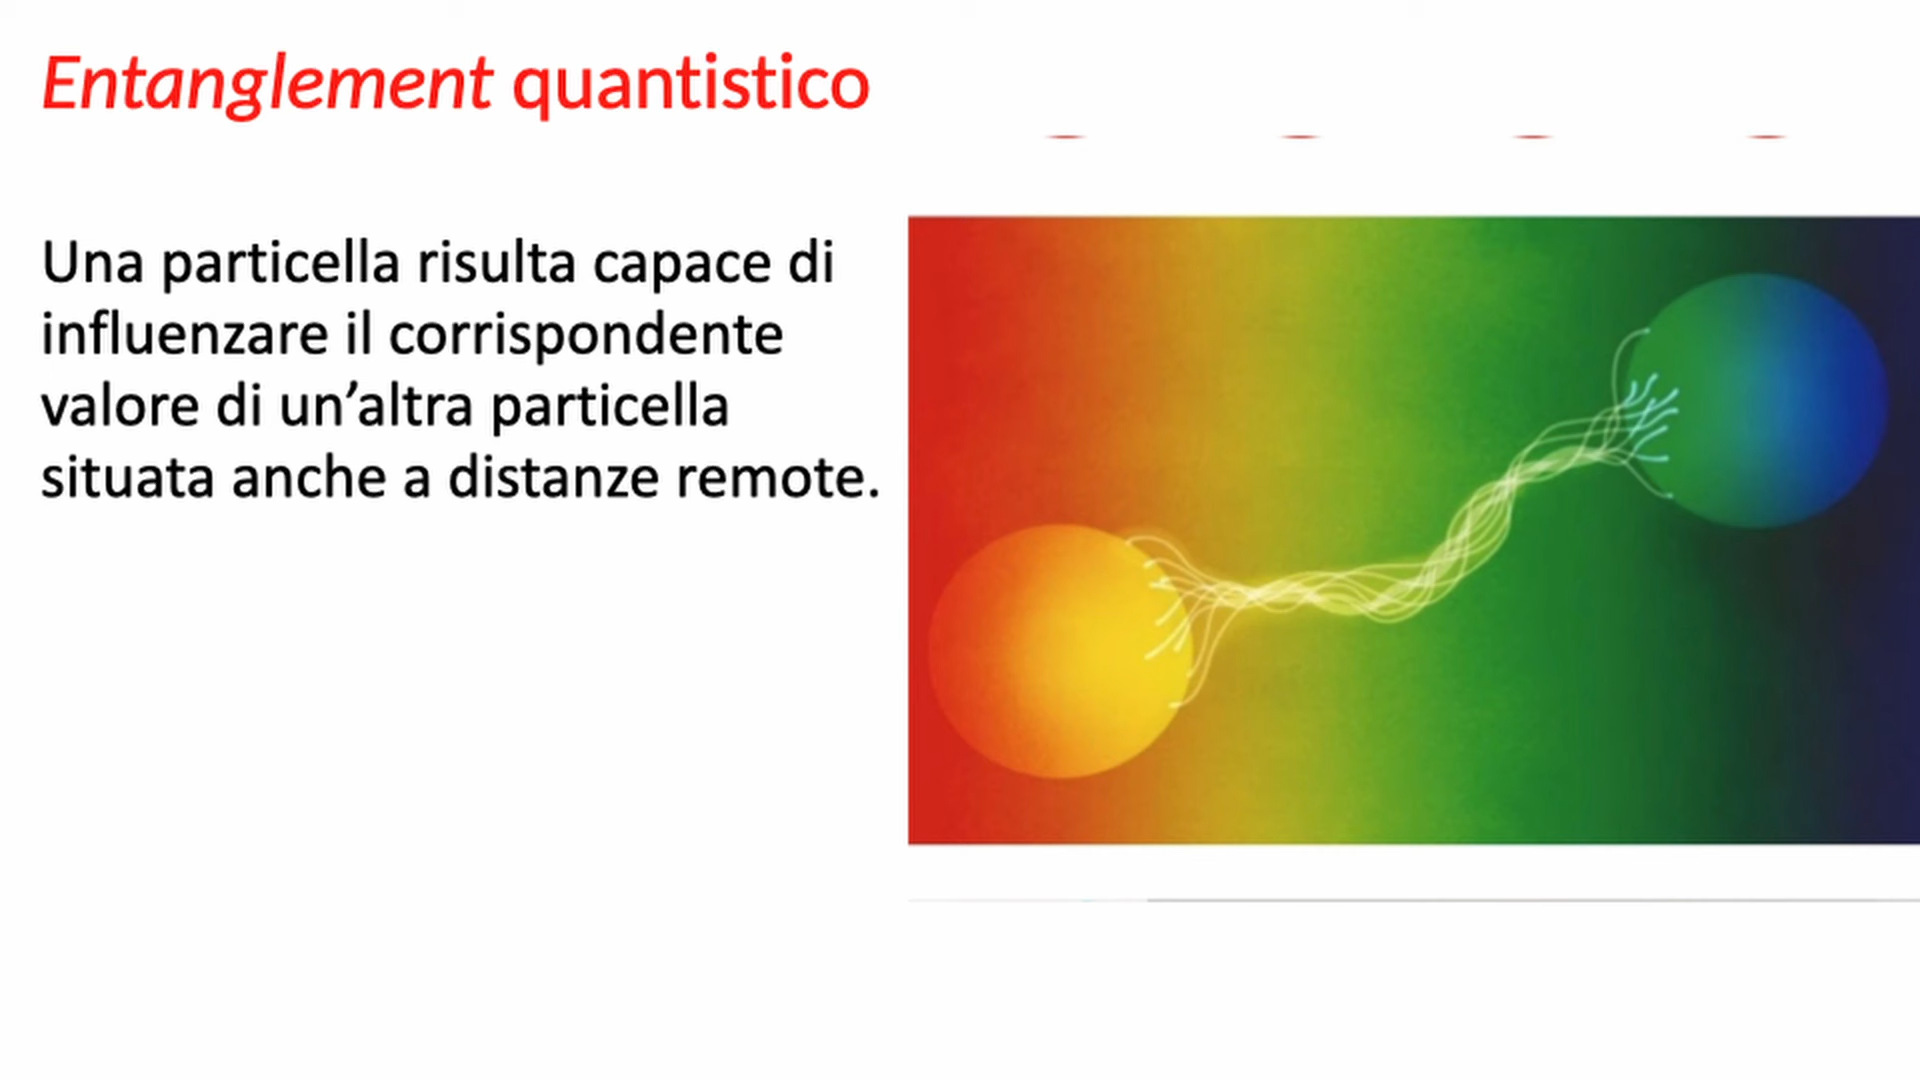 Entanglement quantistico
Una particella risulta capace di
influenzare il corrispondente
valore di un’altra particella
situata anche a distanze remote.